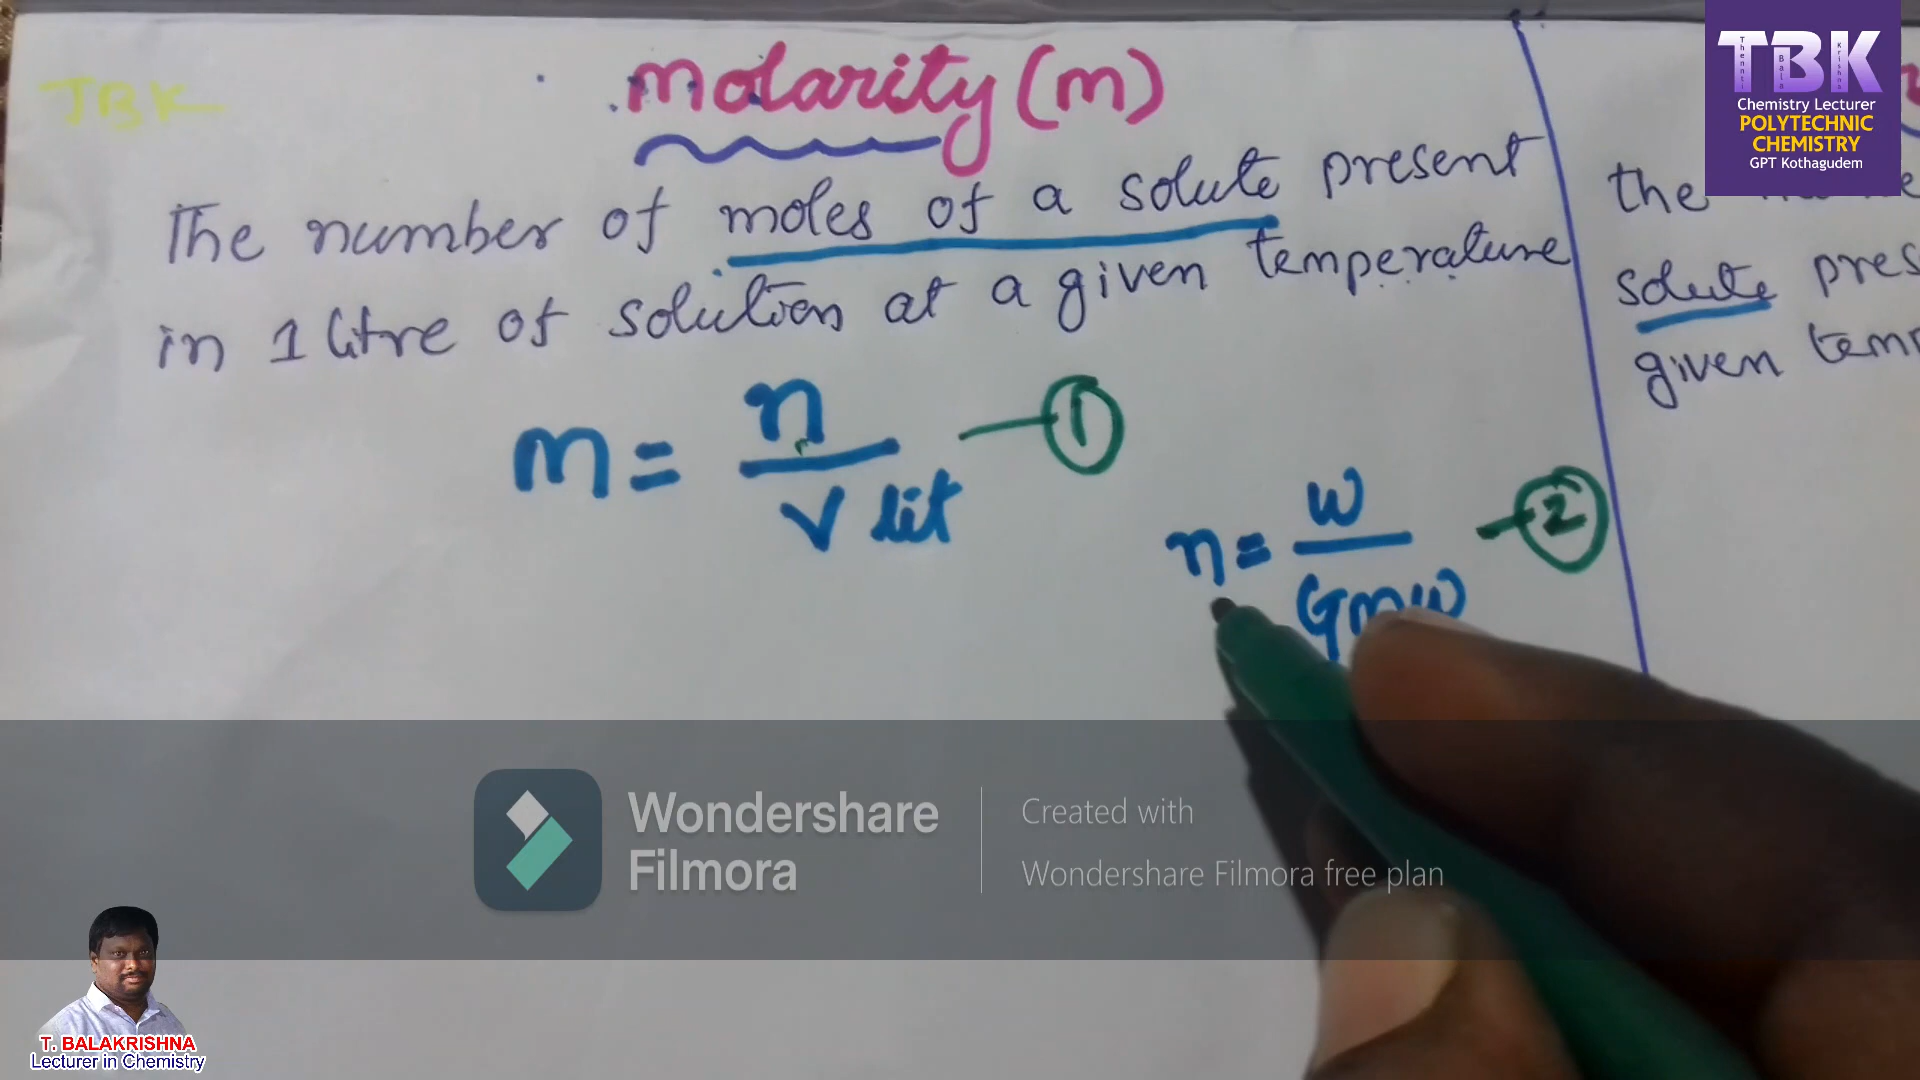 TBK
Molarity (m)
The number of moles of a solute present
in 1 litre of solution at a given temperature
m = n / V lit — 1
n = w / Gmw — 2
the
solute pres
given temp
TBK
Chemistry Lecturer
POLYTECHNIC
CHEMISTRY
GPT Kothagudem
Wondershare
Filmora
Created with
Wondershare Filmora free plan
T. BALAKRISHNA
Lecturer in Chemistry